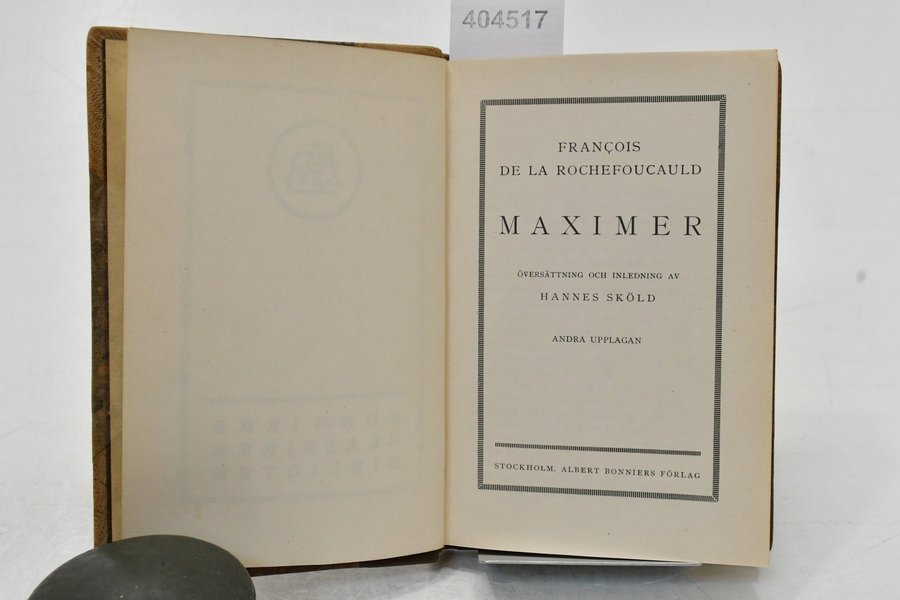 404517
FRANÇOIS
DE LA ROCHEFOUCAULD
MAXIMER
ÖVERSÄTTNING OCH INLEDNING AV
HANNES SKÖLD
ANDRA UPPLAGAN
STOCKHOLM, ALBERT BONNIERS FÖRLAG